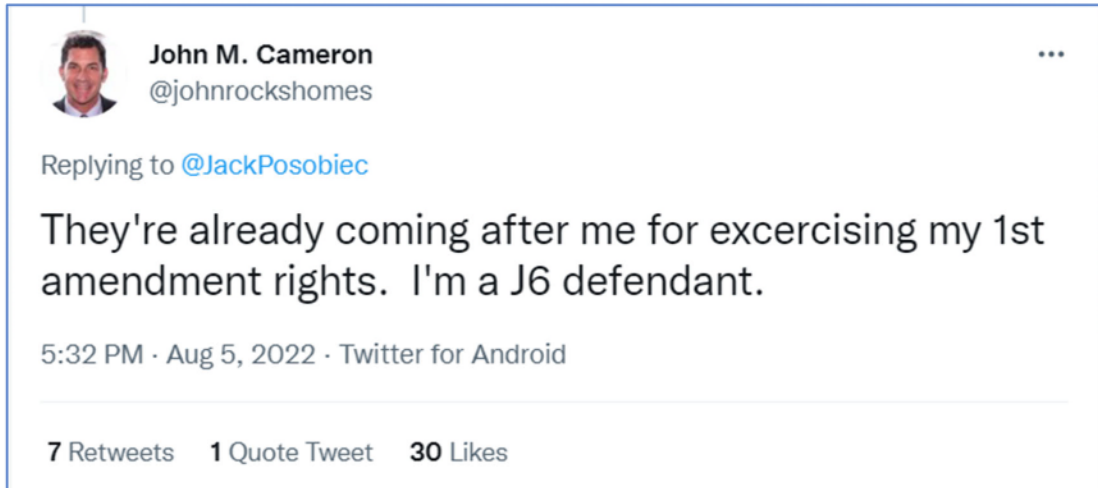 John M. Cameron
@johnrockshomes
Replying to @JackPosobiec
They're already coming after me for excercising my 1st
amendment rights.  I'm a J6 defendant.
5:32 PM · Aug 5, 2022 · Twitter for Android
7 Retweets 1 Quote Tweet 30 Likes